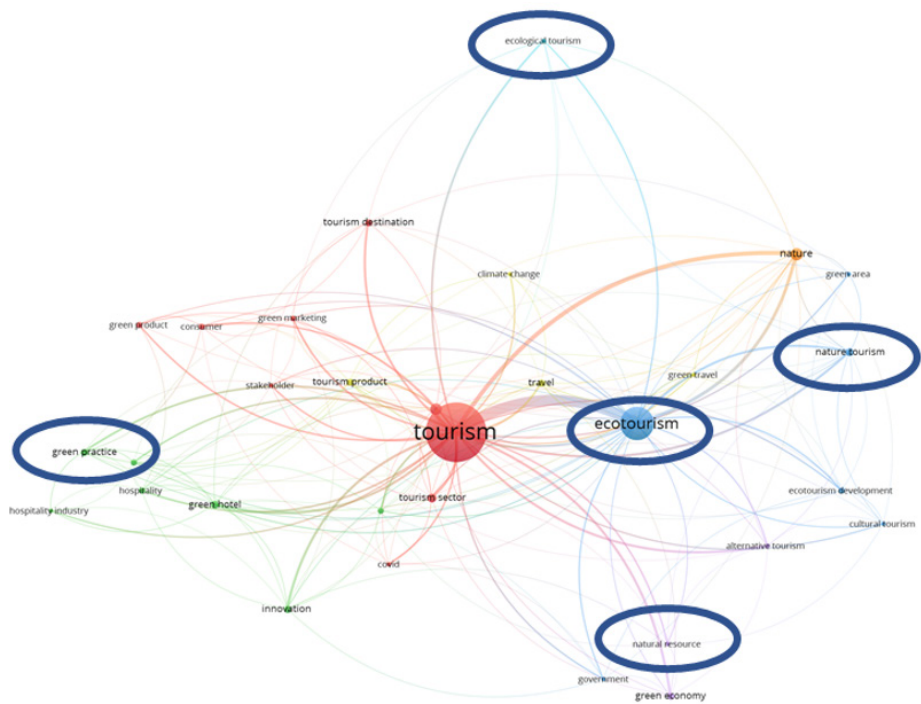 ecological tourism
tourism destination
nature
climate change
green area
green marketing
green product
consumer
nature tourism
green travel
stakeholder
tourism product
travel
tourism
ecotourism
green practice
hospitality
ecotourism development
tourism sector
green hotel
hospitality industry
cultural tourism
alternative tourism
covid
innovation
natural resource
government
green economy